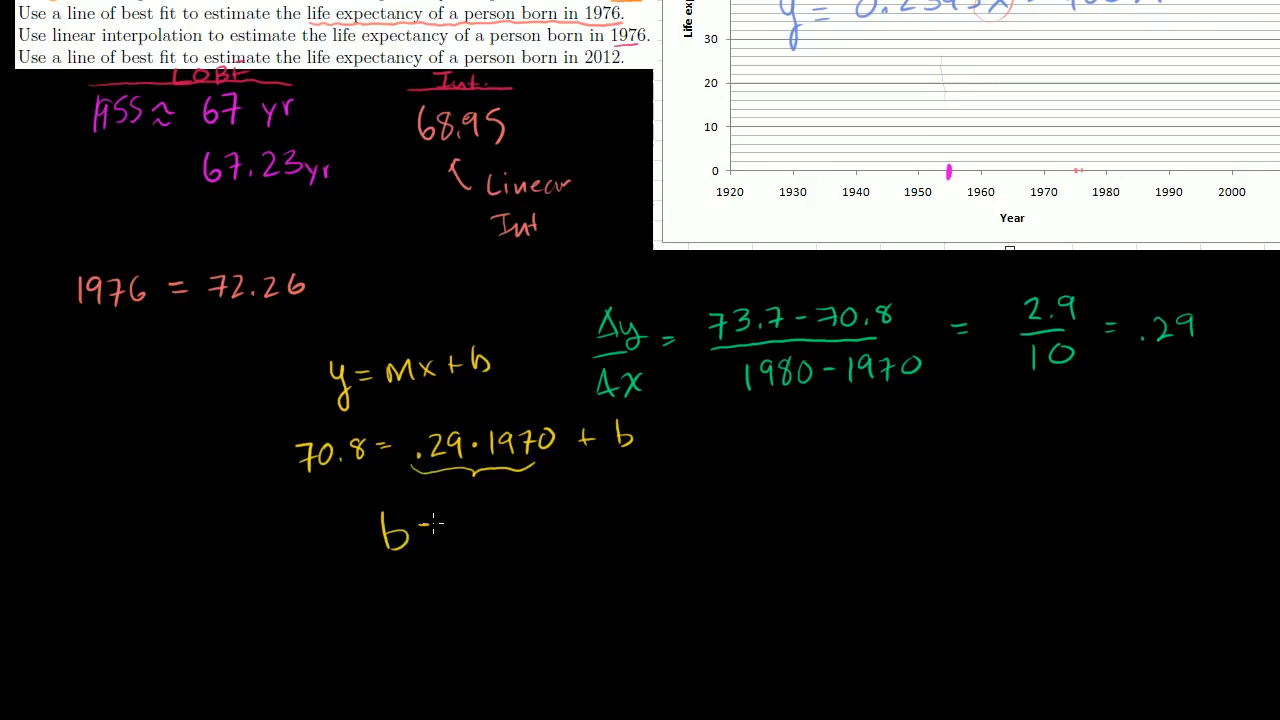 Use a line of best fit to estimate the life expectancy of a person born in 1976.
Use linear interpolation to estimate the life expectancy of a person born in 1976.
Use a line of best fit to estimate the life expectancy of a person born in 2012.
LOBF
1955 ≈ 67 yr
67.23yr
Int.
68.95
Linear
Int
1976 = 72.26
y = mx + b
70.8 = .29 · 1970 + b
b =
Δy/Δx = (73.7 - 70.8)/(1980 - 1970) = 2.9/10 = .29
30
20
10
0
1920 1930 1940 1950 1960 1970 1980 1990 2000
Year